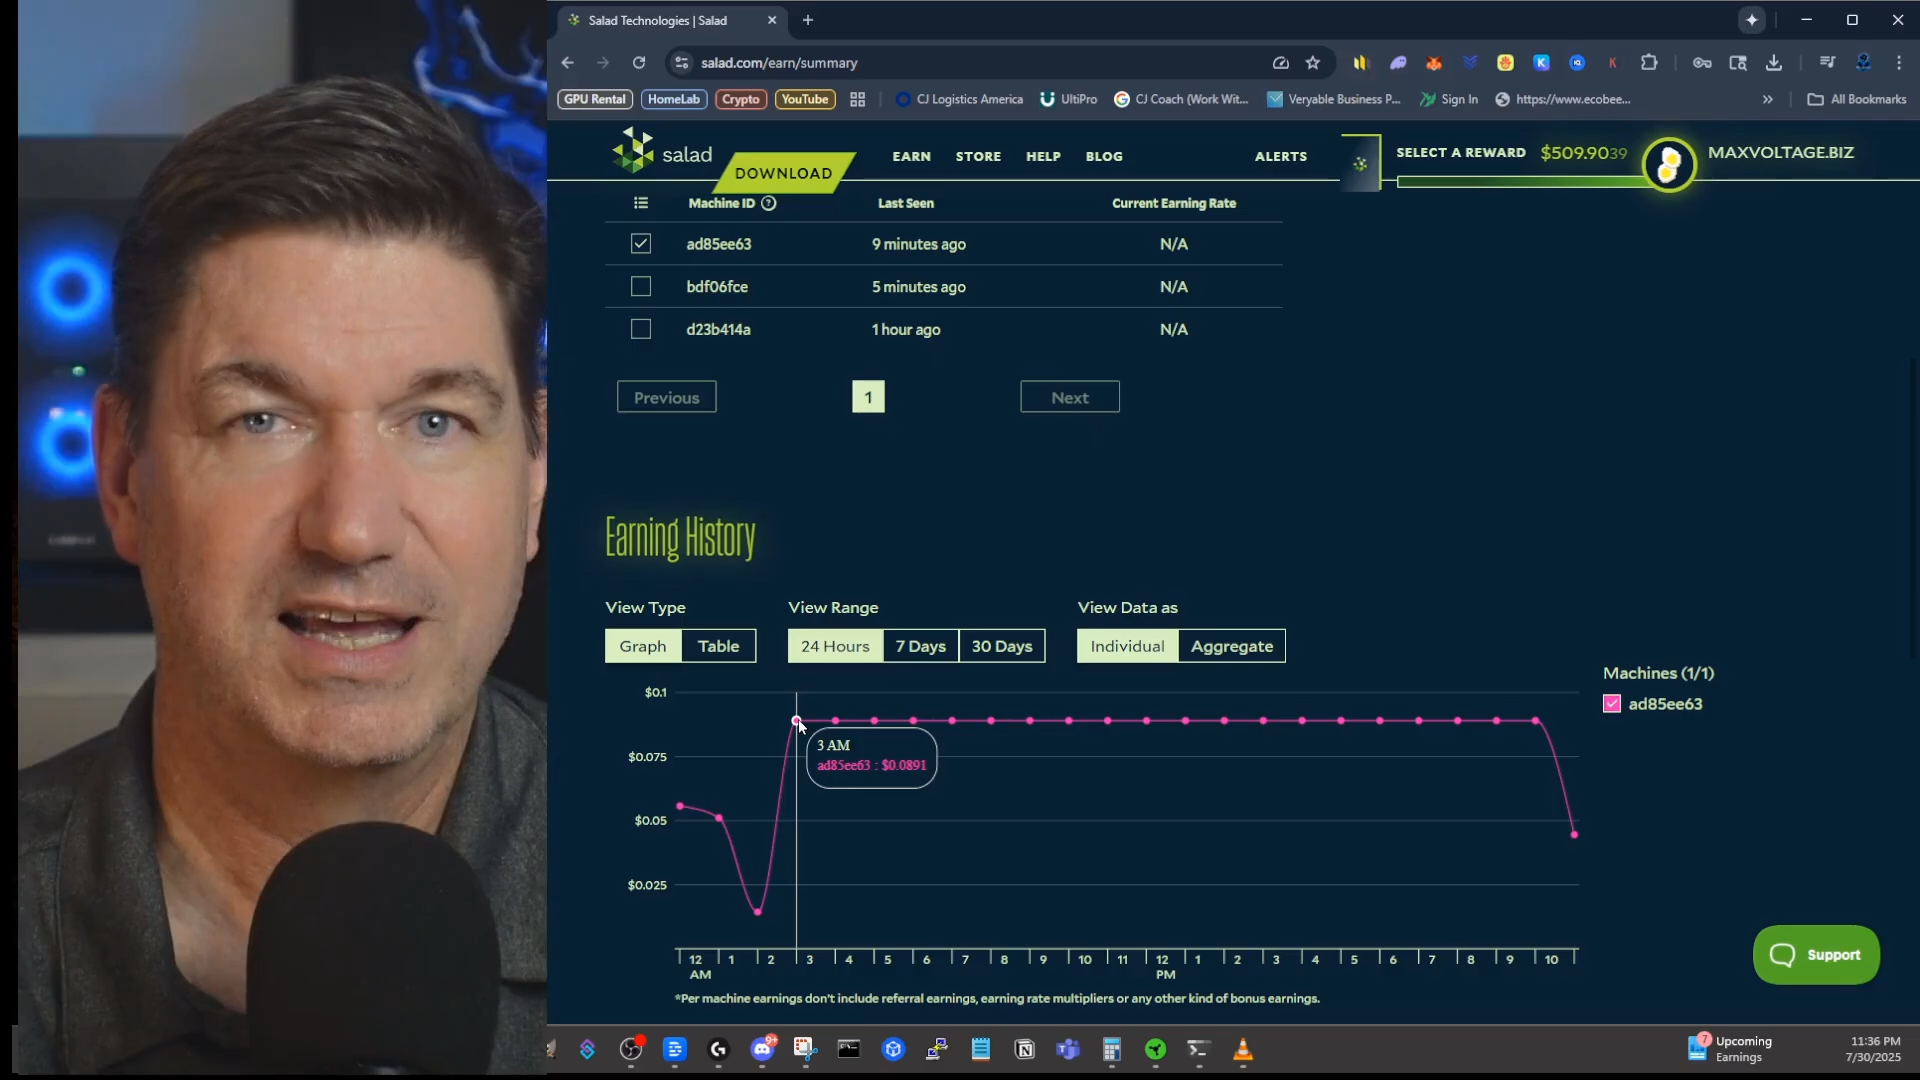 Salad Technologies | Salad
salad.com/earn/summary
GPU Rental HomeLab Crypto YouTube CJ Logistics America UltiPro CJ Coach (Work Wit... Veryable Business P... Sign In https://www.ecobee... » All Bookmarks
salad DOWNLOAD EARN STORE HELP BLOG ALERTS SELECT A REWARD $509.9039 MAXVOLTAGE.BIZ
Machine ID ? Last Seen Current Earning Rate
ad85ee63 9 minutes ago N/A
bdf06fce 5 minutes ago N/A
d23b414a 1 hour ago N/A
Previous 1 Next
Earning History
View Type View Range View Data as
Graph Table 24 Hours 7 Days 30 Days Individual Aggregate
Machines (1/1)
ad85ee63
$0.1
$0.075
$0.05
$0.025
3 AM
ad85ee63 : $0.0891
12 1 2 3 4 5 6 7 8 9 10 11 12 1 2 3 4 5 6 7 8 9 10
AM PM
*Per machine earnings don't include referral earnings, earning rate multipliers or any other kind of bonus earnings.
Support
9+
7
Upcoming
Earnings
11:36 PM
7/30/2025